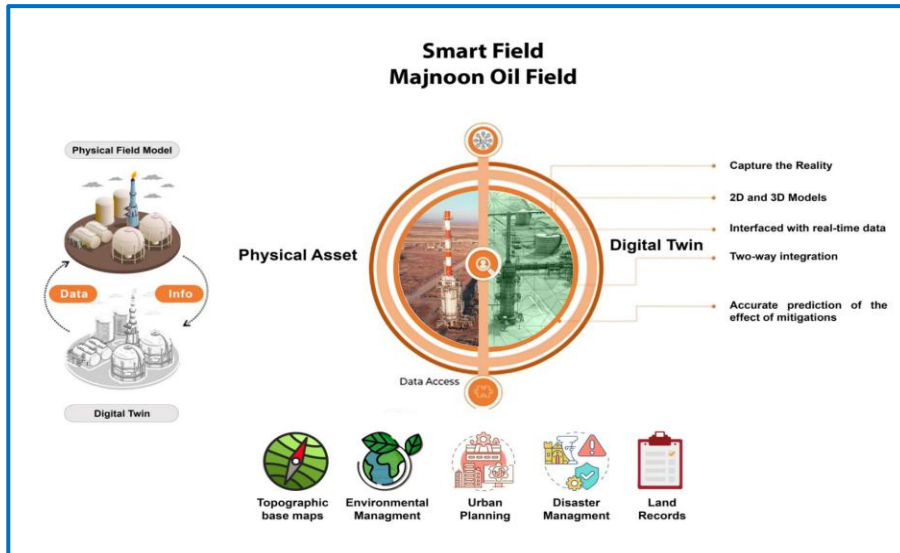 Smart Field
Majnoon Oil Field
Physical Field Model
Data
Info
Digital Twin
Physical Asset
Digital Twin
Data Access
Capture the Reality
2D and 3D Models
Interfaced with real-time data
Two-way integration
Accurate prediction of the
effect of mitigations
Topographic
base maps
Environmental
Managment
Urban
Planning
Disaster
Managment
Land
Records